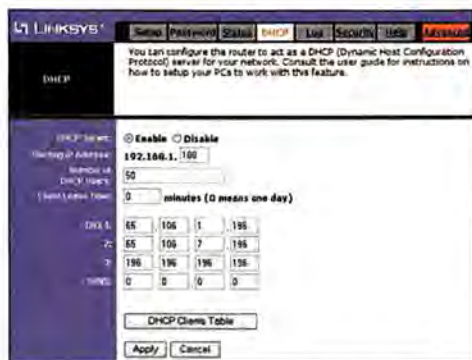 LINKSYS®
Setup Password Status DHCP Log Security Help Advanced
You can configure the router to act as a DHCP (Dynamic Host Configuration
Protocol) server for your network. Consult the user guide for instructions on
how to setup your PCs to work with this feature.
DHCP
DHCP Server: Enable Disable
Starting IP Address: 192.168.1. 100
Number of
DHCP Users: 50
Client Lease Time: 0 minutes (0 means one day)
DNS 1: 65 . 106 . 1 . 196
2: 65 . 106 . 7 . 196
3: 196 . 196 . 196 . 196
WINS: 0 . 0 . 0 . 0
DHCP Clients Table
Apply Cancel